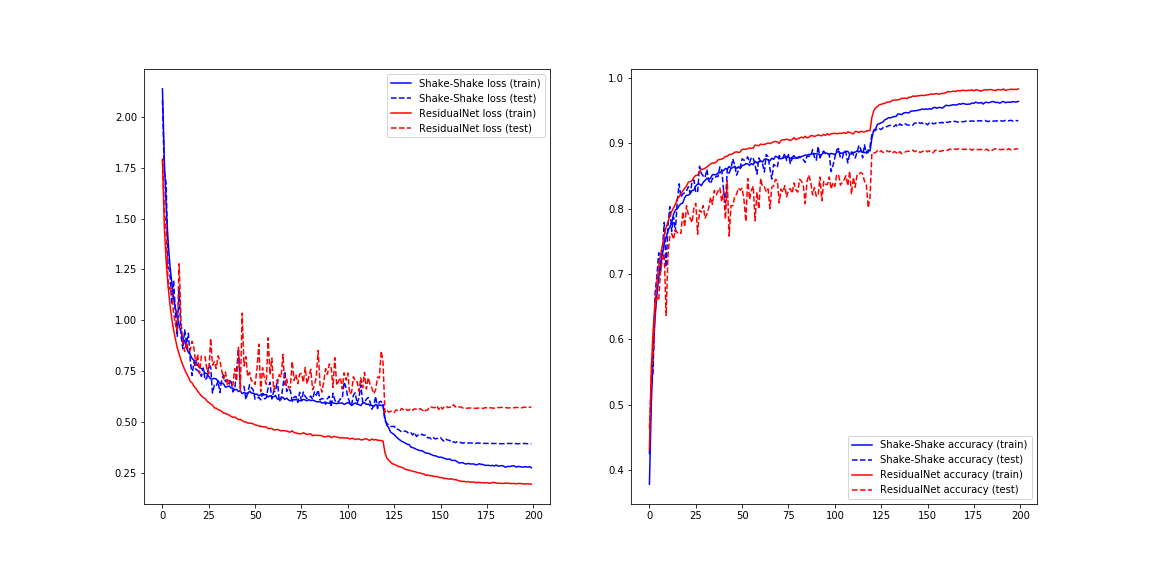 Shake-Shake loss (train)
Shake-Shake loss (test)
ResidualNet loss (train)
ResidualNet loss (test)
2.00
1.75
1.50
1.25
1.00
0.75
0.50
0.25
0 25 50 75 100 125 150 175 200
1.0
0.9
0.8
0.7
0.6
0.5
0.4
Shake-Shake accuracy (train)
Shake-Shake accuracy (test)
ResidualNet accuracy (train)
ResidualNet accuracy (test)
0 25 50 75 100 125 150 175 200